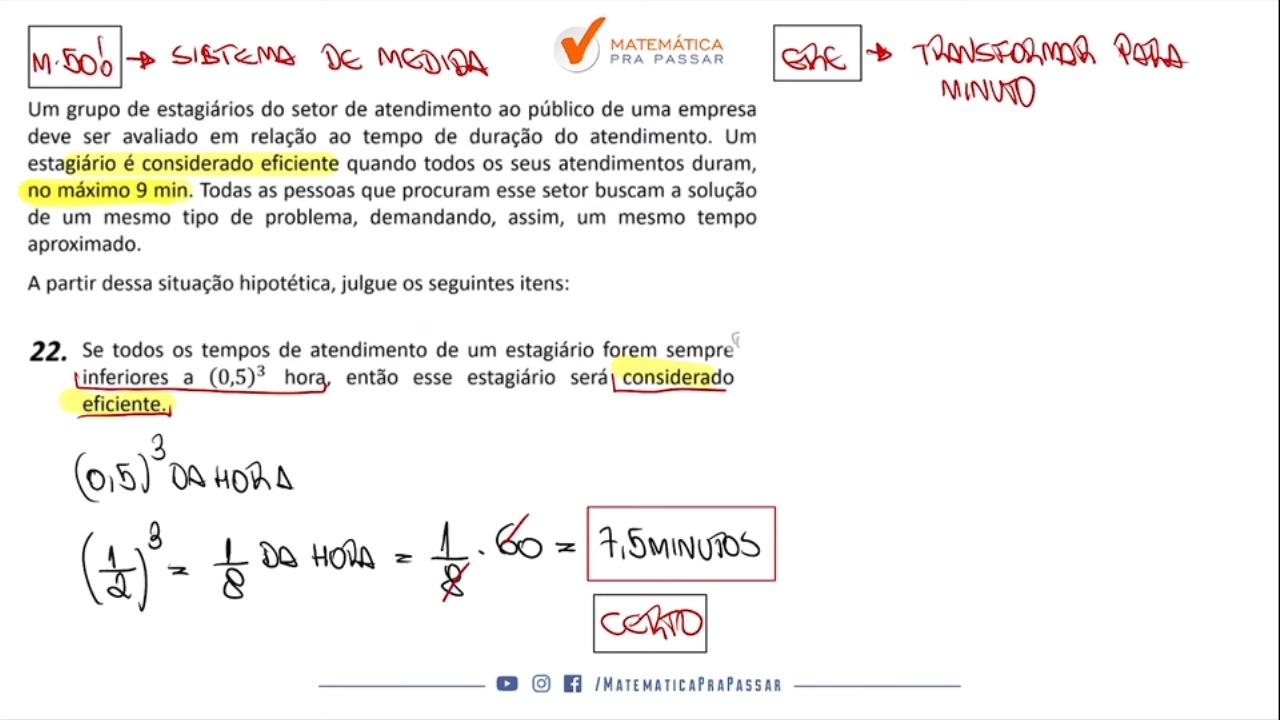 M.50% → SISTEMA DE MEDIDA
MATEMÁTICA
PRA PASSAR
→ TRANSFORMAR PARA
MINUTO
Um grupo de estagiários do setor de atendimento ao público de uma empresa
deve ser avaliado em relação ao tempo de duração do atendimento. Um
estagiário é considerado eficiente quando todos os seus atendimentos duram,
no máximo 9 min. Todas as pessoas que procuram esse setor buscam a solução
de um mesmo tipo de problema, demandando, assim, um mesmo tempo
aproximado.
A partir dessa situação hipotética, julgue os seguintes itens:
22. Se todos os tempos de atendimento de um estagiário forem sempre
inferiores a (0,5)³ hora, então esse estagiário será considerado
eficiente.
(0,5)³ DA HORA
(1/2)³ = 1/8 DA HORA = 1/8 · 60 = 7,5 MINUTOS
CERTO
/MATEMATICAPRAPASSAR